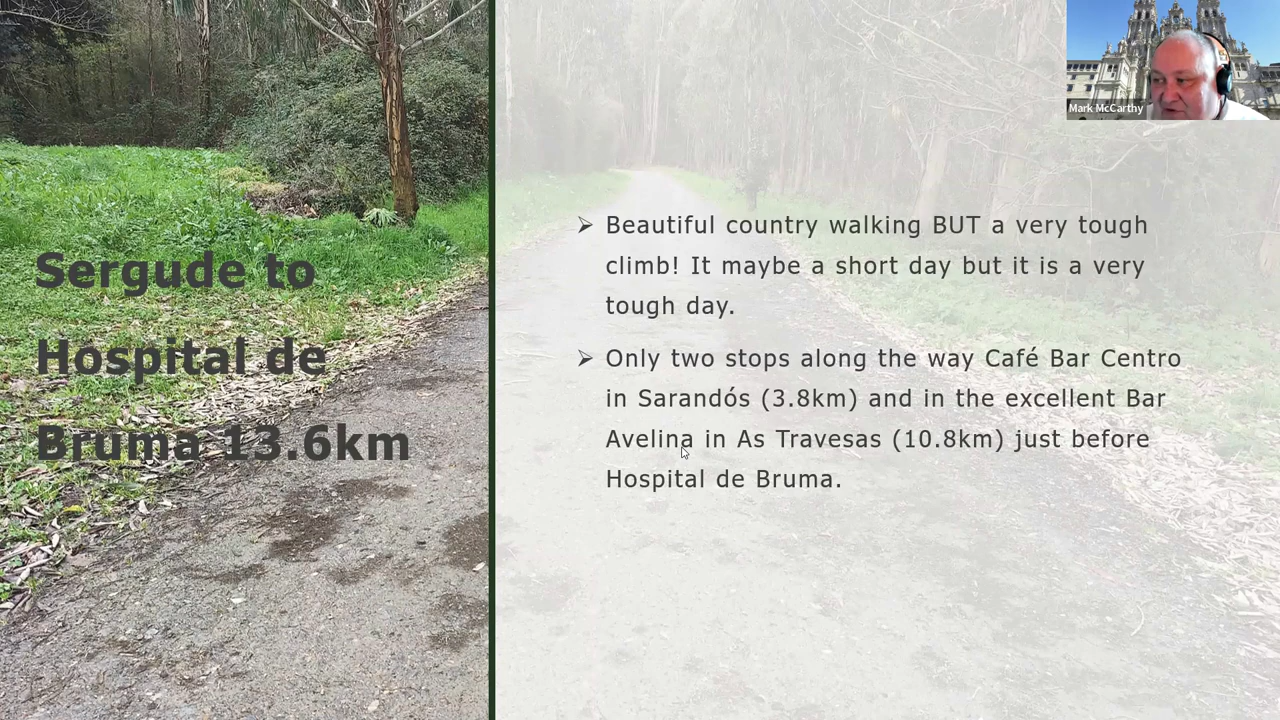 Mark McCarthy
Sergude to
Hospital de
Bruma 13.6km
Beautiful country walking BUT a very tough
climb! It maybe a short day but it is a very
tough day.
Only two stops along the way Café Bar Centro
in Sarandós (3.8km) and in the excellent Bar
Avelina in As Travesas (10.8km) just before
Hospital de Bruma.